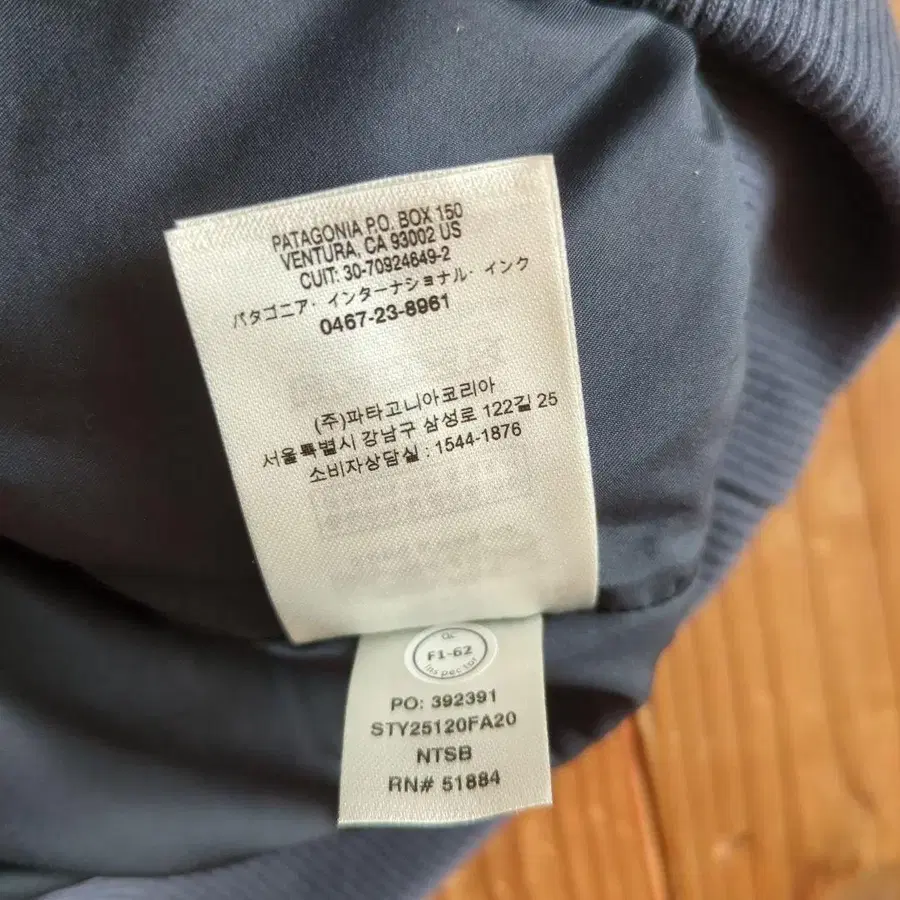 PATAGONIA P.O. BOX 150
VENTURA, CA 93002 US
CUIT: 30-70924649-2
パタゴニア・インターナショナル・インク
0467-23-8961
(주)파타고니아코리아
서울특별시 강남구 삼성로 122길 25
소비자상담실 : 1544-1876
F1-62
Inspector
PO: 392391
STY25120FA20
NTSB
RN# 51884